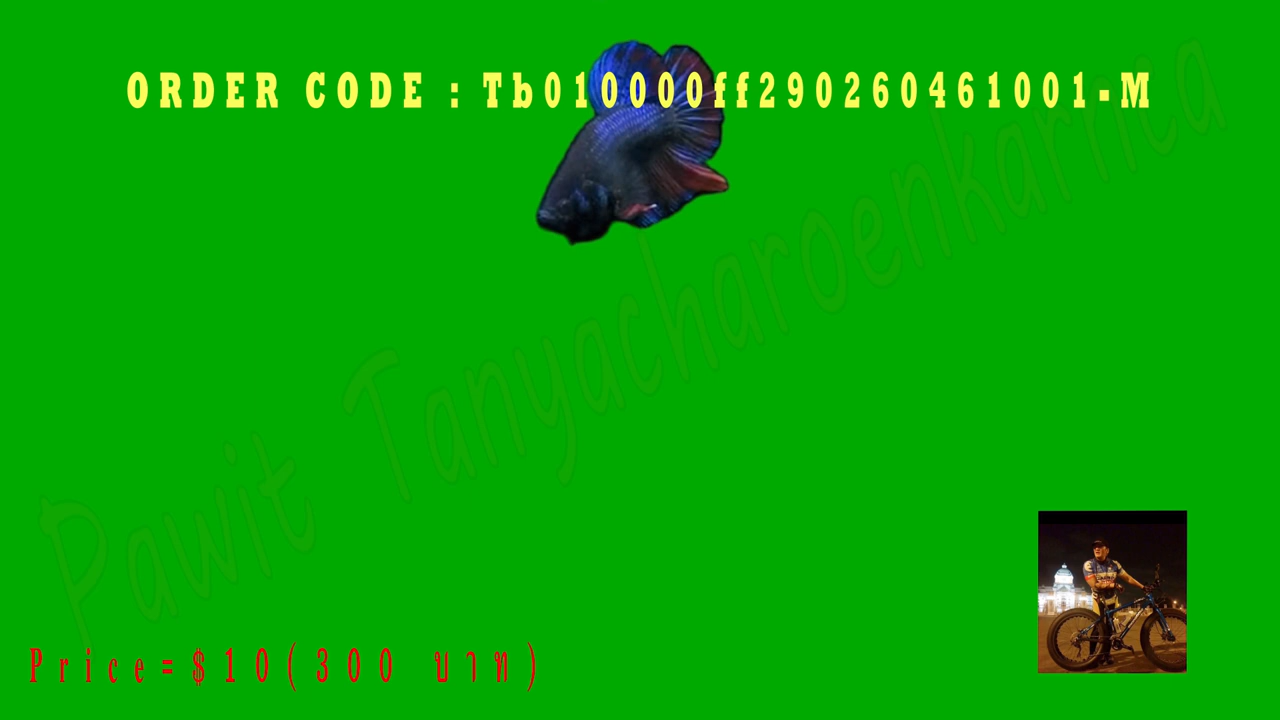 ORDER CODE : Tb010000ff290260461001-M
Pawit Tanyacharoenkarnca
Price=$10(300 บาท)